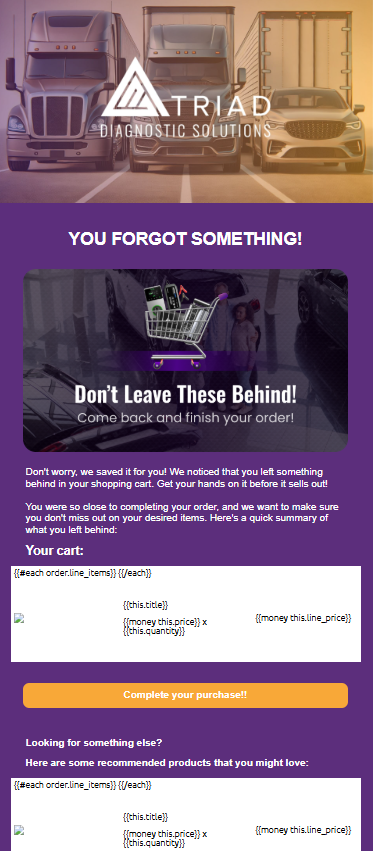 TRIAD
DIAGNOSTIC SOLUTIONS
YOU FORGOT SOMETHING!
Don't Leave These Behind!
Come back and finish your order!
Don't worry, we saved it for you! We noticed that you left something
behind in your shopping cart. Get your hands on it before it sells out!
You were so close to completing your order, and we want to make sure
you don't miss out on your desired items. Here's a quick summary of
what you left behind:
Your cart:
{{#each order.line_items}} {{/each}}
{{this.title}}
{{money this.price}} x
{{this.quantity}}
{{money this.line_price}}
Complete your purchase!!
Looking for something else?
Here are some recommended products that you might love:
{{#each order.line_items}} {{/each}}
{{this.title}}
{{money this.price}} x
{{this.quantity}}
{{money this.line_price}}